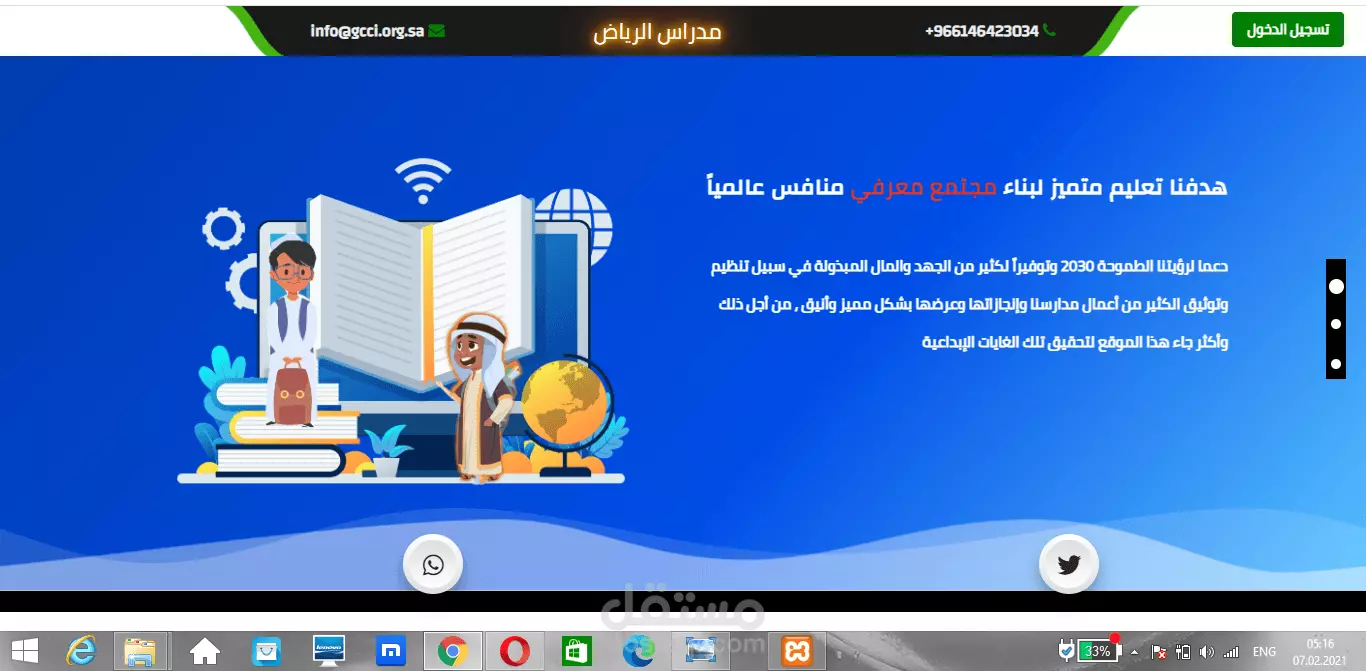 تسجيل الدخول
+966146423034
مدراس الرياض
info@gcci.org.sa
هدفنا تعليم متميز لبناء مجتمع معرفي منافس عالمياً
دعما لرؤيتنا الطموحة 2030 وتوفيراً لكثير من الجهد والمال المبذولة في سبيل تنظيم
وتوثيق الكثير من أعمال مدارسنا وإنجازاتها وعرضها بشكل مميز وأنيق , من أجل ذلك
وأكثر جاء هذا الموقع لتحقيق تلك الغايات الإبداعية
مستقل
lenovo
m
33%
ENG
05:16
07.02.2021